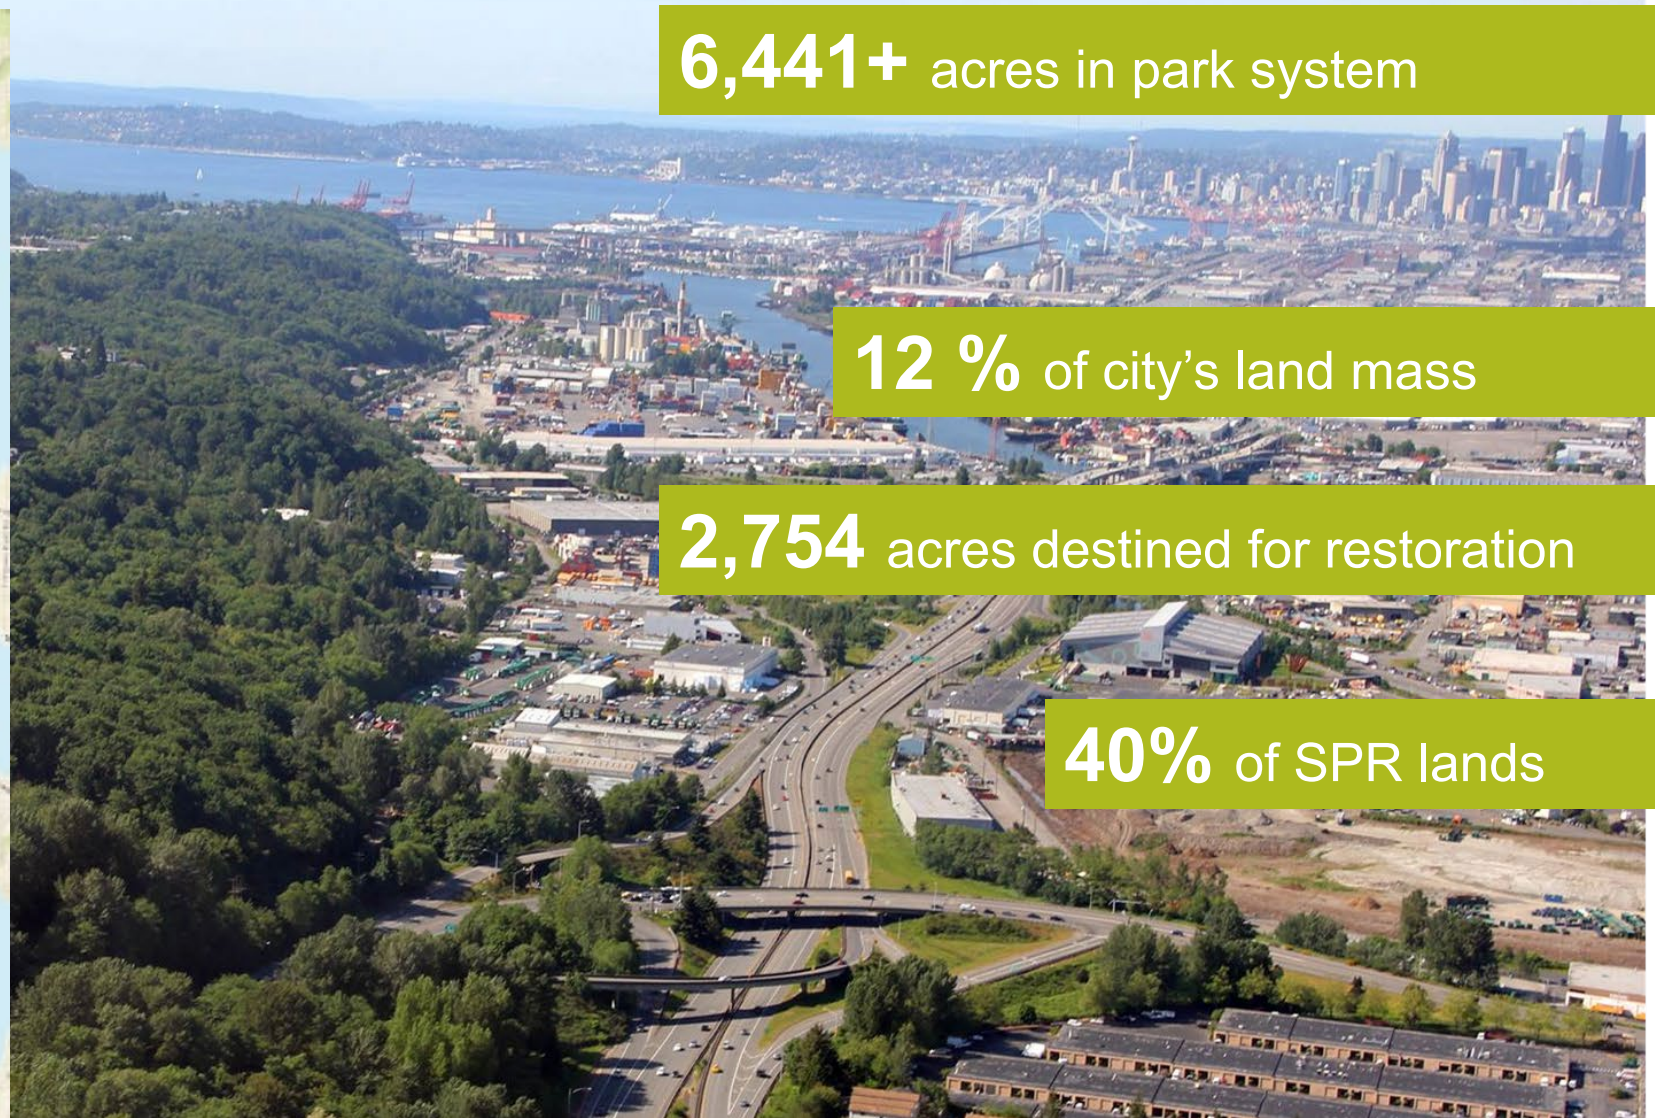 6,441+ acres in park system
12 % of city’s land mass
2,754 acres destined for restoration
40% of SPR lands